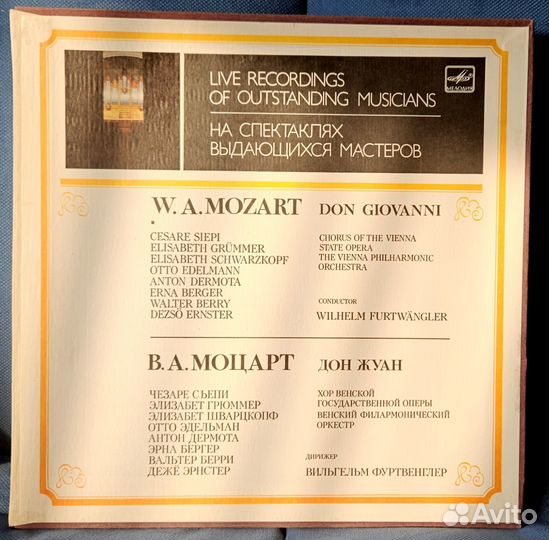 LIVE RECORDINGS
OF OUTSTANDING MUSICIANS
МЕЛОДИЯ
НА СПЕКТАКЛЯХ
ВЫДАЮЩИХСЯ МАСТЕРОВ
W. A. MOZART
DON GIOVANNI
CESARE SIEPI
ELISABETH GRÜMMER
ELISABETH SCHWARZKOPF
OTTO EDELMANN
ANTON DERMOTA
ERNA BERGER
WALTER BERRY
DEZSŐ ERNSTER
CHORUS OF THE VIENNA
STATE OPERA
THE VIENNA PHILHARMONIC
ORCHESTRA
CONDUCTOR
WILHELM FURTWÄNGLER
В. А. МОЦАРТ
ДОН ЖУАН
ЧЕЗАРЕ СЬЕПИ
ЭЛИЗАБЕТ ГРЮММЕР
ЭЛИЗАБЕТ ШВАРЦКОПФ
ОТТО ЭДЕЛЬМАН
АНТОН ДЕРМОТА
ЭРНА БЕРГЕР
ВАЛЬТЕР БЕРРИ
ДЕЖЁ ЭРНСТЕР
ХОР ВЕНСКОЙ
ГОСУДАРСТВЕННОЙ ОПЕРЫ
ВЕНСКИЙ ФИЛАРМОНИЧЕСКИЙ
ОРКЕСТР
ДИРИЖЕР
ВИЛЬГЕЛЬМ ФУРТВЕНГЛЕР
Avito